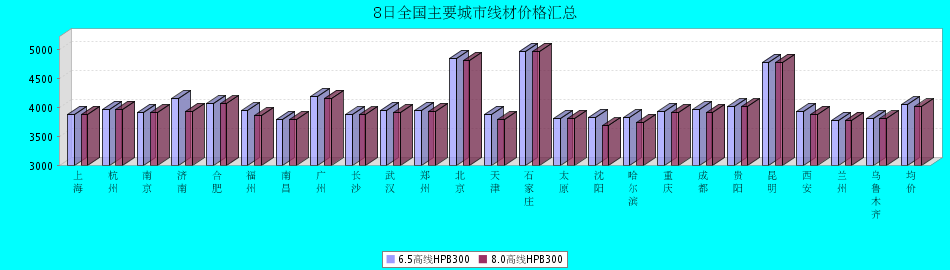 8日全国主要城市线材价格汇总
5000
4500
4000
3500
3000
上海 杭州 南京 济南 合肥 福州 南昌 广州 长沙 武汉 郑州 北京 天津 石家庄 太原 沈阳 哈尔滨 重庆 成都 贵阳 昆明 西安 兰州 乌鲁木齐 均价
6.5高线HPB300 8.0高线HPB300